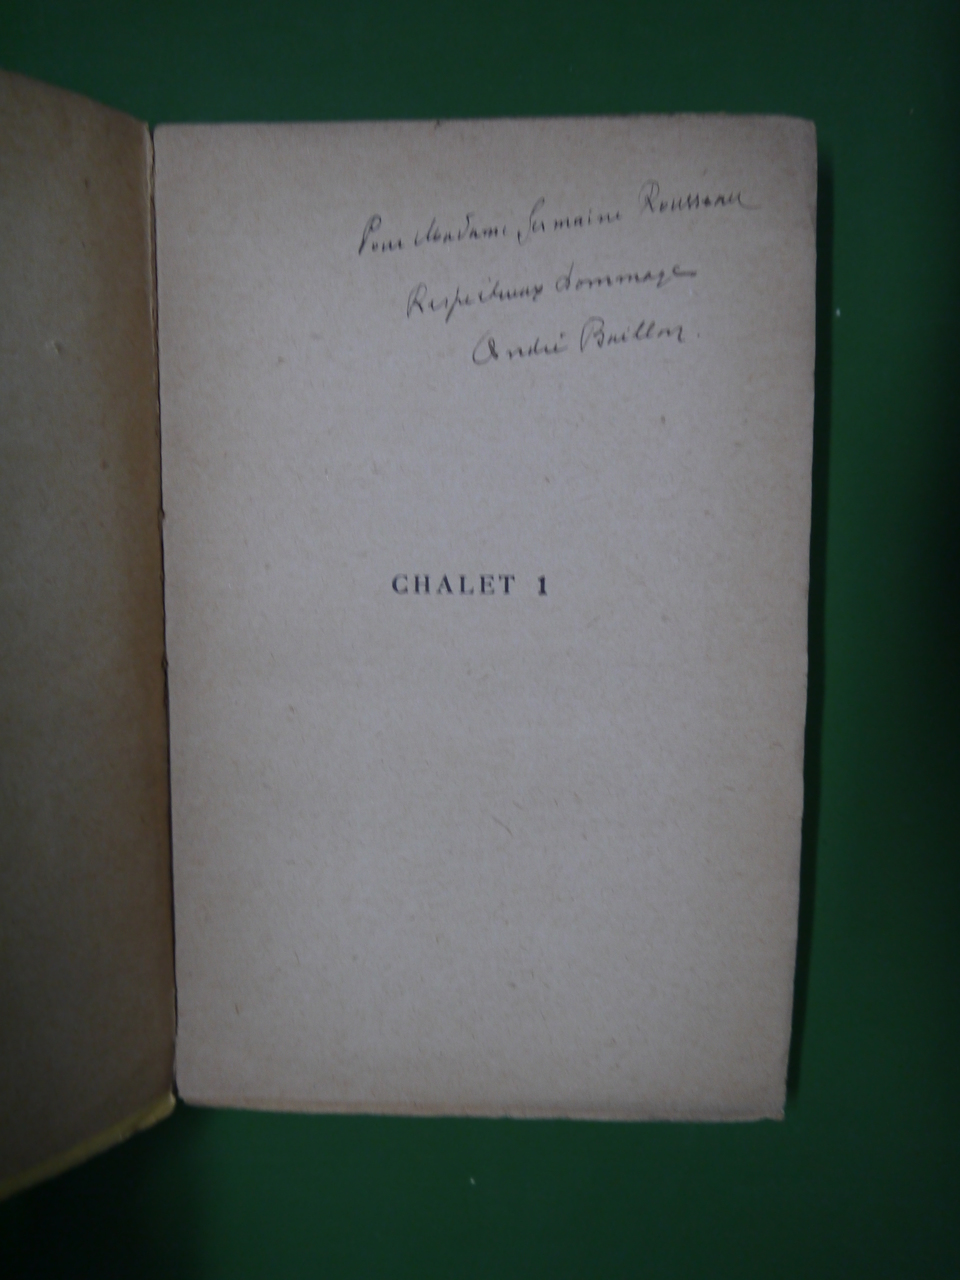 Pour Madame Germaine Rousseau
Respectueux hommage
André Baillon.
CHALET 1